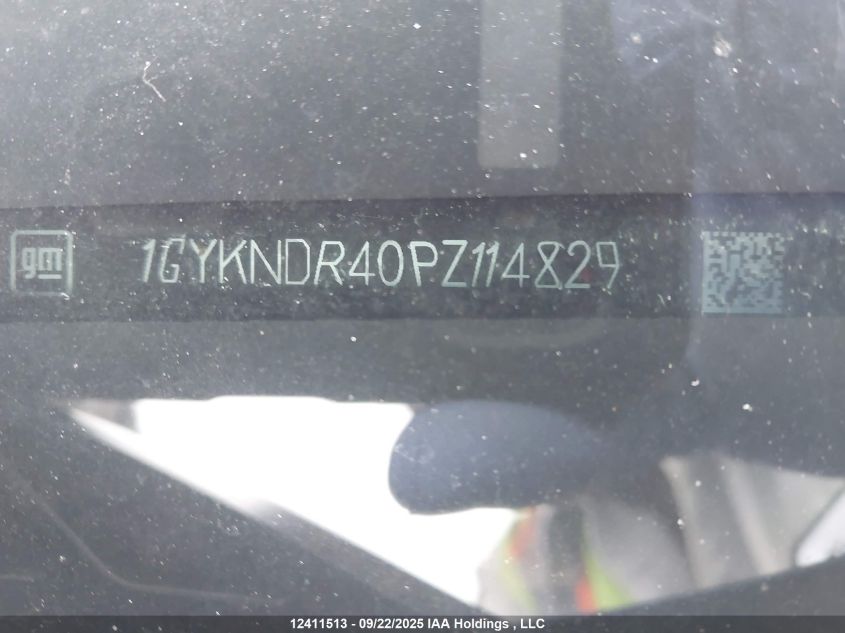 gm 1GYKNDR40PZ114829
12411513 - 09/22/2025 IAA Holdings , LLC